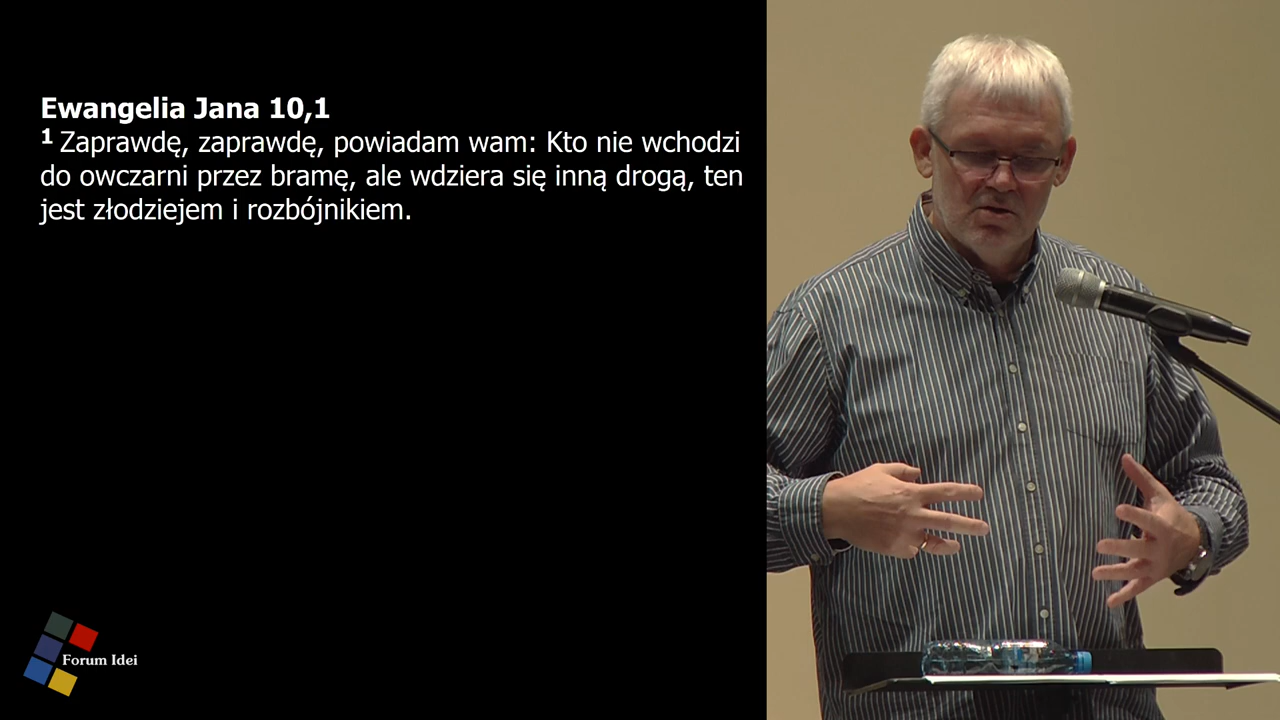 Ewangelia Jana 10,1
1 Zaprawdę, zaprawdę, powiadam wam: Kto nie wchodzi
do owczarni przez bramę, ale wdziera się inną drogą, ten
jest złodziejem i rozbójnikiem.
Forum Idei